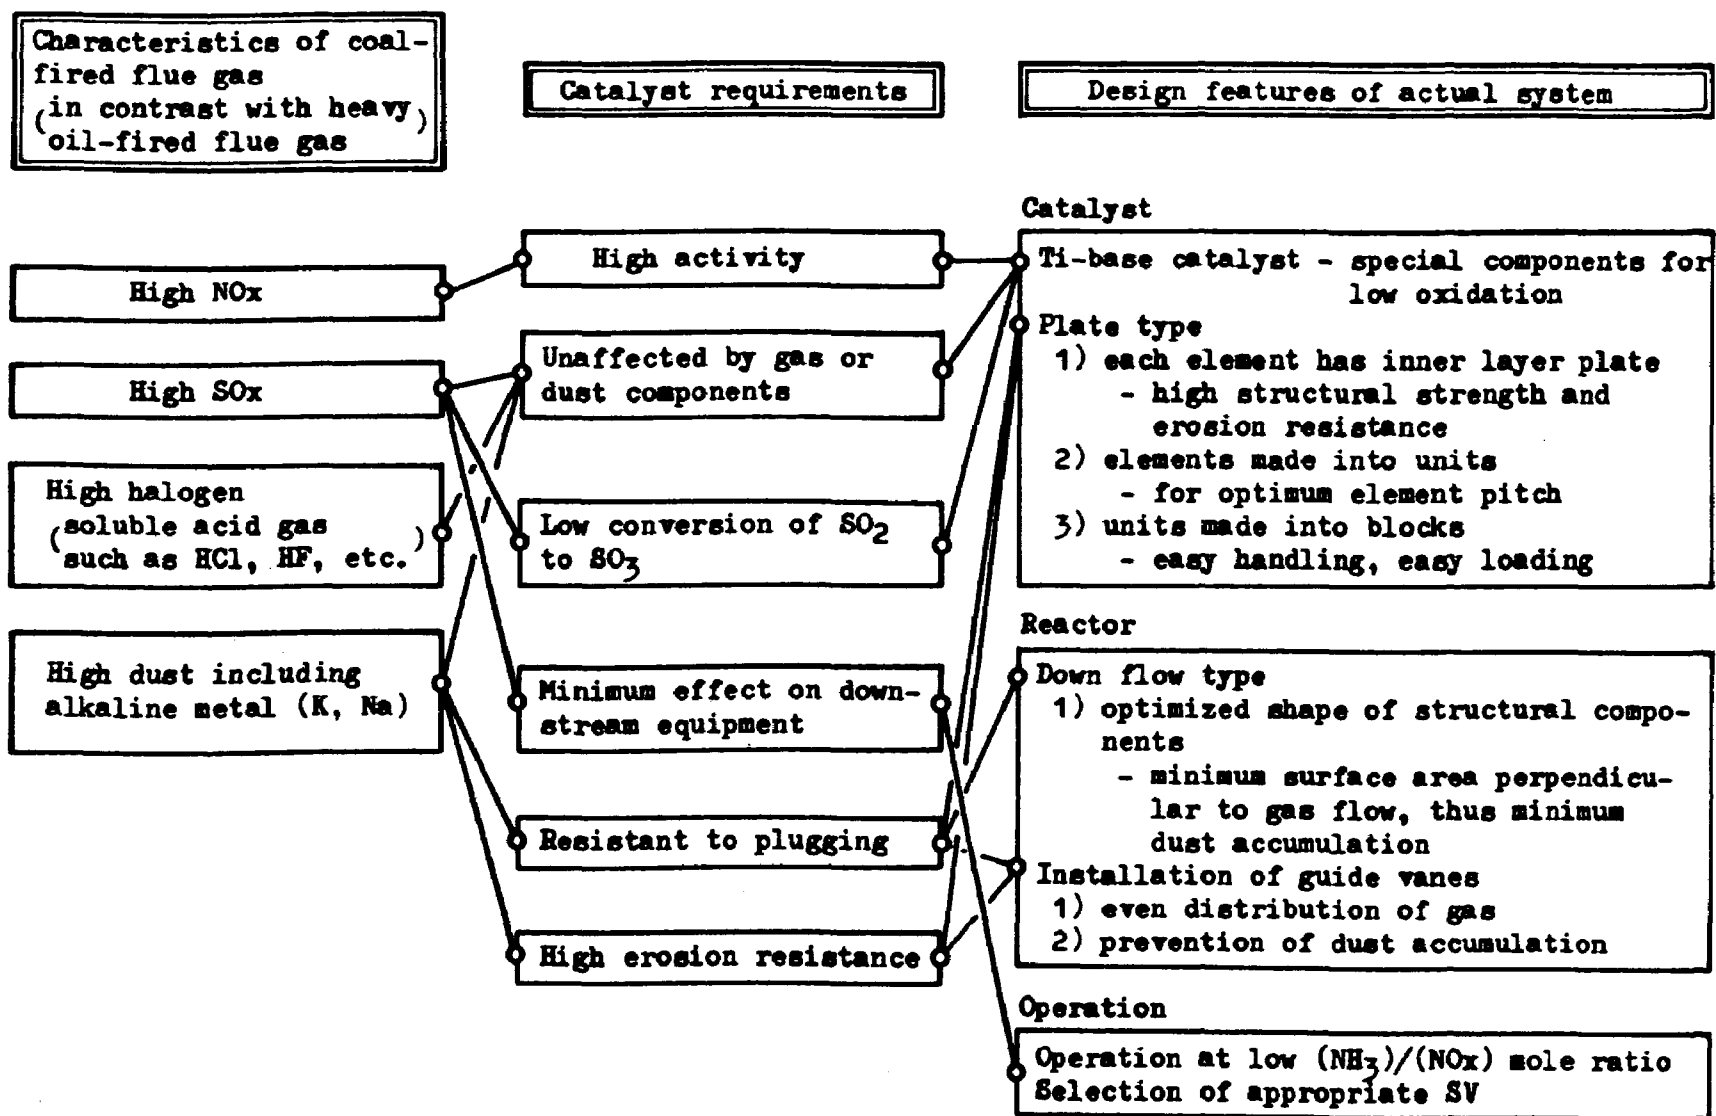 Characteristics of coal-
fired flue gas
(in contrast with heavy
oil-fired flue gas)
Catalyst requirements
Design features of actual system
High NOx
High SOx
High halogen
(soluble acid gas
such as HCl, HF, etc.)
High dust including
alkaline metal (K, Na)
High activity
Unaffected by gas or
dust components
Low conversion of SO2
to SO3
Minimum effect on down-
stream equipment
Resistant to plugging
High erosion resistance
Catalyst
Ti-base catalyst - special components for
low oxidation
Plate type
1) each element has inner layer plate
- high structural strength and
erosion resistance
2) elements made into units
- for optimum element pitch
3) units made into blocks
- easy handling, easy loading
Reactor
Down flow type
1) optimized shape of structural compo-
nents
- minimum surface area perpendicu-
lar to gas flow, thus minimum
dust accumulation
Installation of guide vanes
1) even distribution of gas
2) prevention of dust accumulation
Operation
Operation at low (NH3)/(NOx) mole ratio
Selection of appropriate SV